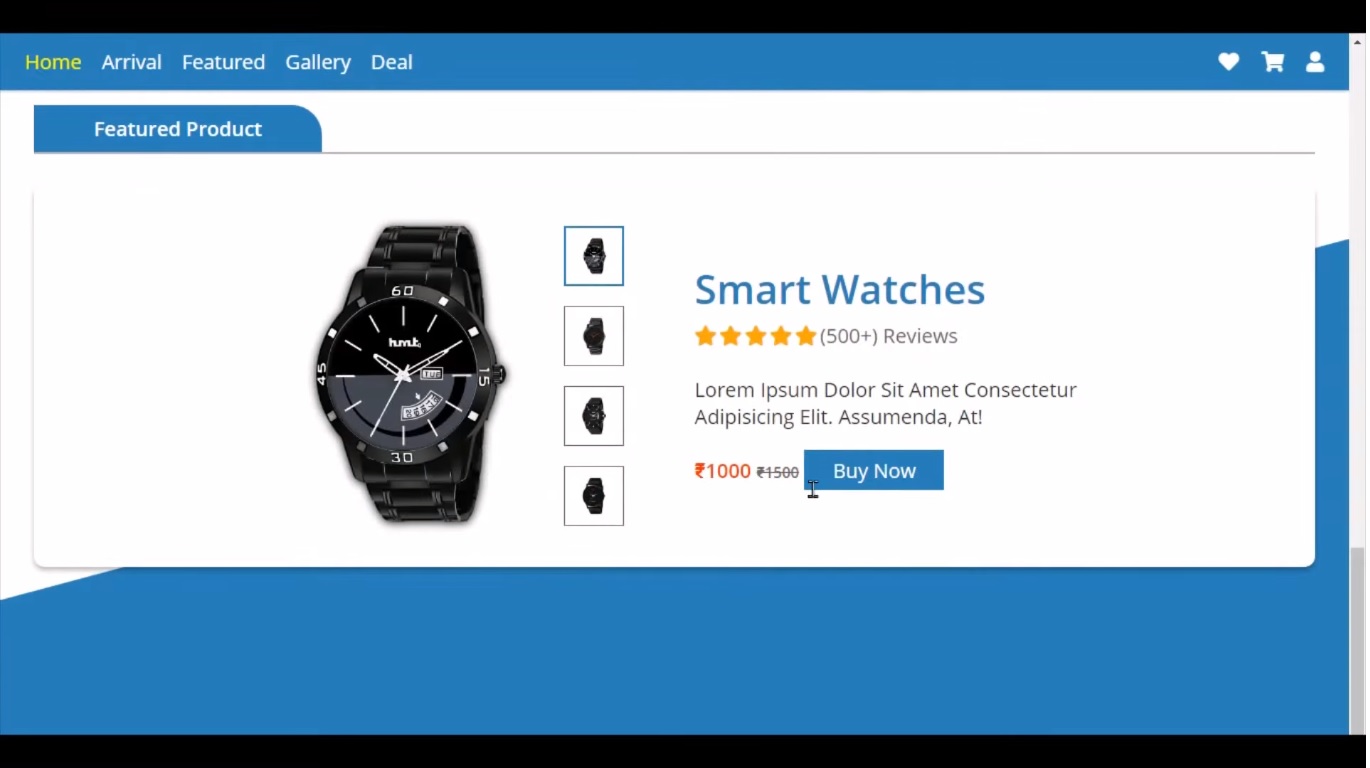 Home Arrival Featured Gallery Deal
Featured Product
60
h.m.t.
45
TUE
15
30
Smart Watches
(500+) Reviews
Lorem Ipsum Dolor Sit Amet Consectetur
Adipisicing Elit. Assumenda, At!
₹1000 ₹1500 Buy Now